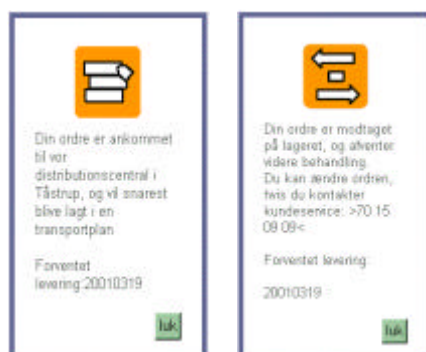 Din ordre er ankommet
til vor
distributionscentral i
Tåstrup, og vil snarest
blive lagt i en
transportplan
Forventet
levering:20010319
luk
Din ordre er modtaget
på lageret, og afventer
videre behandling.
Du kan ændre ordren,
hvis du kontakter
kundeservice: >70 15
09 09<
Forventet levering:
20010319
luk